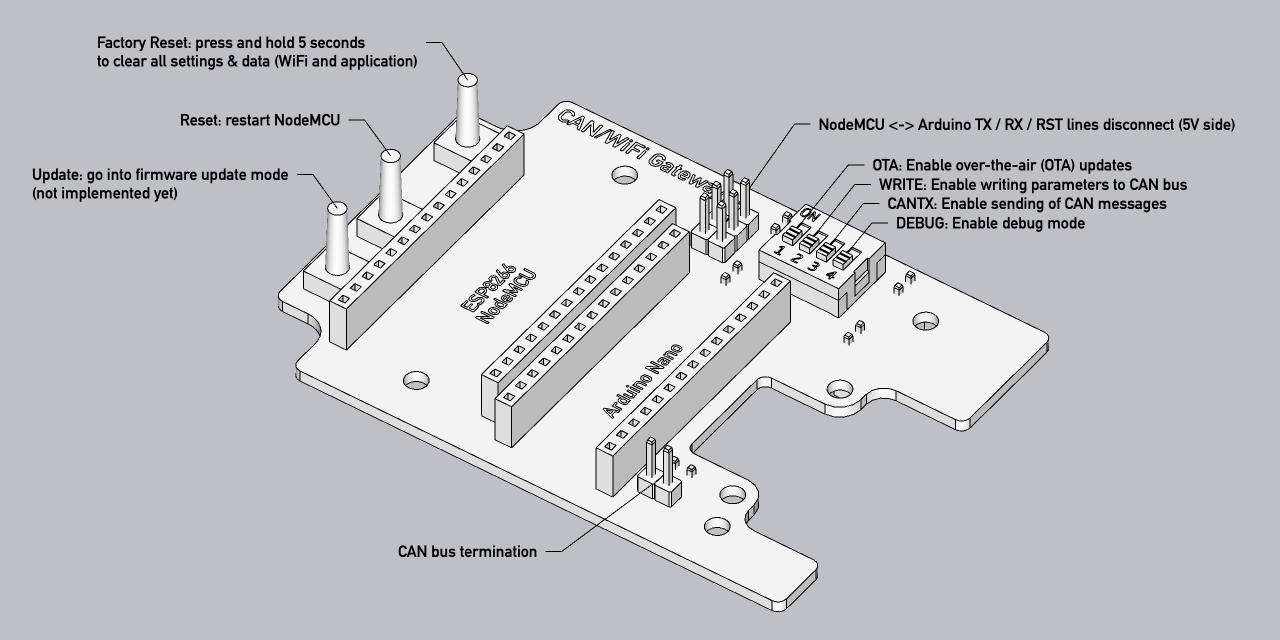 Factory Reset: press and hold 5 seconds
to clear all settings & data (WiFi and application)
Reset: restart NodeMCU
Update: go into firmware update mode
(not implemented yet)
CAN/WiFi
NodeMCU <-> Arduino TX / RX / RST lines disconnect (5V side)
OTA: Enable over-the-air (OTA) updates
WRITE: Enable writing parameters to CAN bus
CANTX: Enable sending of CAN messages
DEBUG: Enable debug mode
ON
1 2 3 4
ESP8266
NodeMCU
Arduino Nano
CAN bus termination